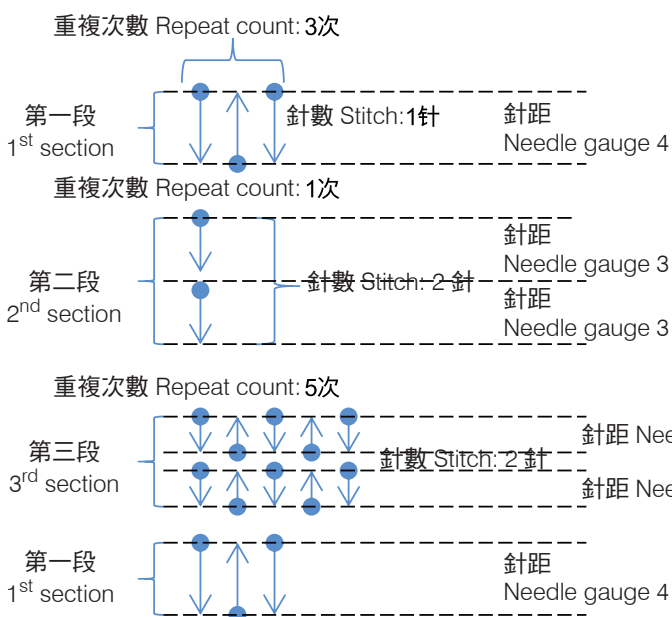 重複次數 Repeat count: 3次
第一段
1st section
針數 Stitch:1针
針距
Needle gauge 4
重複次數 Repeat count: 1次
第二段
2nd section
針距
Needle gauge 3
針數 Stitch: 2 針
針距
Needle gauge 3
重複次數 Repeat count: 5次
第三段
3rd section
針距 Nee
針數 Stitch: 2 針
針距 Nee
第一段
1st section
針距
Needle gauge 4